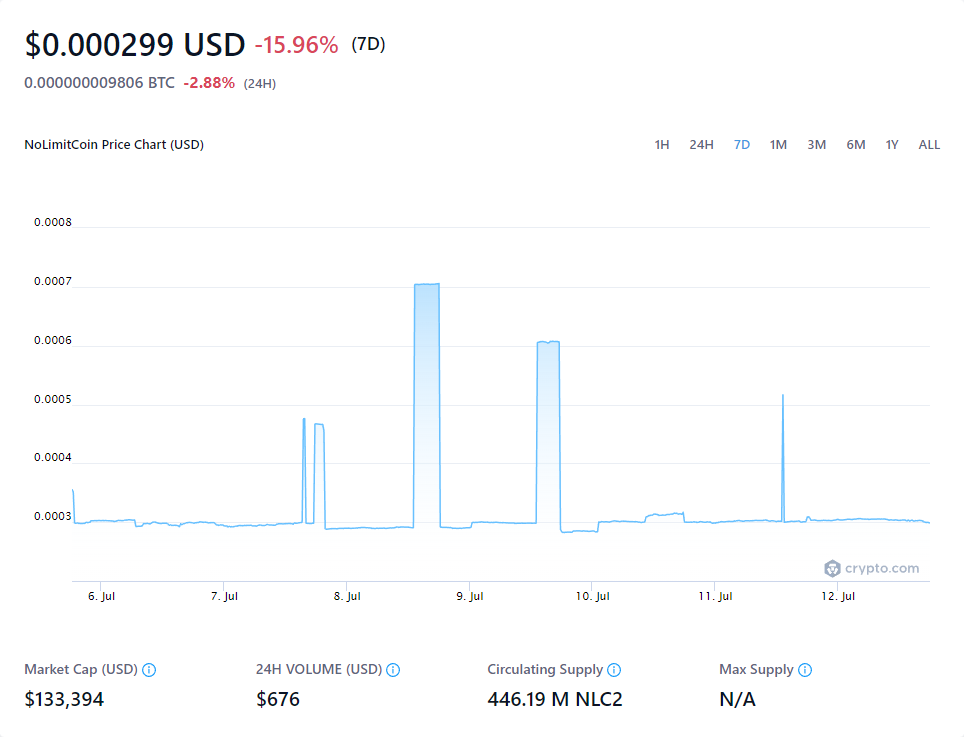 $0.000299 USD -15.96% (7D)
0.000000009806 BTC -2.88% (24H)
NoLimitCoin Price Chart (USD) 1H 24H 7D 1M 3M 6M 1Y ALL
0.0008
0.0007
0.0006
0.0005
0.0004
0.0003
crypto.com
6. Jul 7. Jul 8. Jul 9. Jul 10. Jul 11. Jul 12. Jul
Market Cap (USD) 24H VOLUME (USD) Circulating Supply Max Supply
$133,394 $676 446.19 M NLC2 N/A